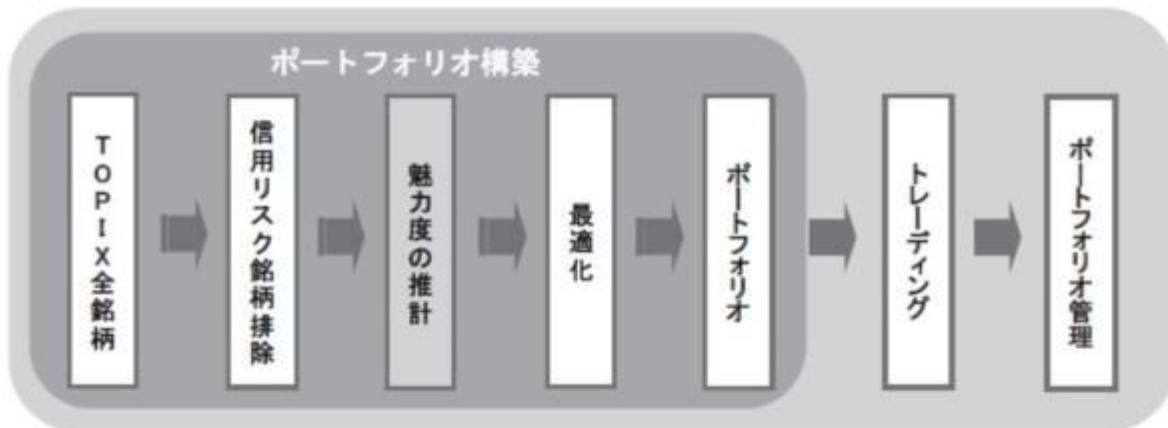 ポートフォリオ構築
TOPIX全銘柄
信用リスク銘柄排除
魅力度の推計
最適化
ポートフォリオ
トレーディング
ポートフォリオ管理